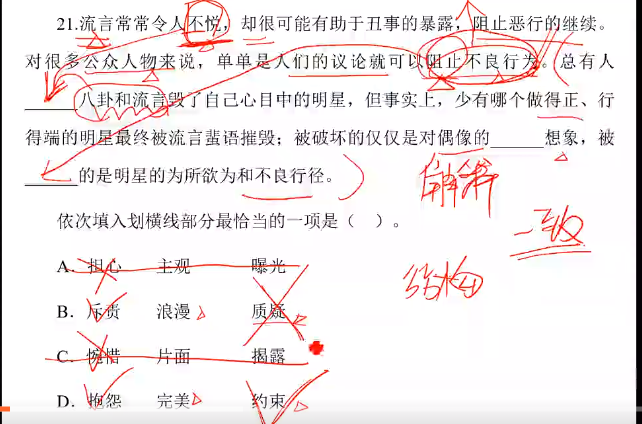 21.流言常常令人不悦，却很可能有助于丑事的暴露，阻止恶行的继续。
对很多公众人物来说，单单是人们的议论就可以阻止不良行为。总有人
______八卦和流言毁了自己心目中的明星，但事实上，少有哪个做得正、行
得端的明星最终被流言蜚语摧毁；被破坏的仅仅是对偶像的______想象，被
______的是明星的为所欲为和不良行径。
解释
一致
依次填入划横线部分最恰当的一项是（ ）。
A. 担心 主观 曝光
结构
B. 斥责 浪漫 质疑
C. 惋惜 片面 揭露
D. 抱怨 完美 约束